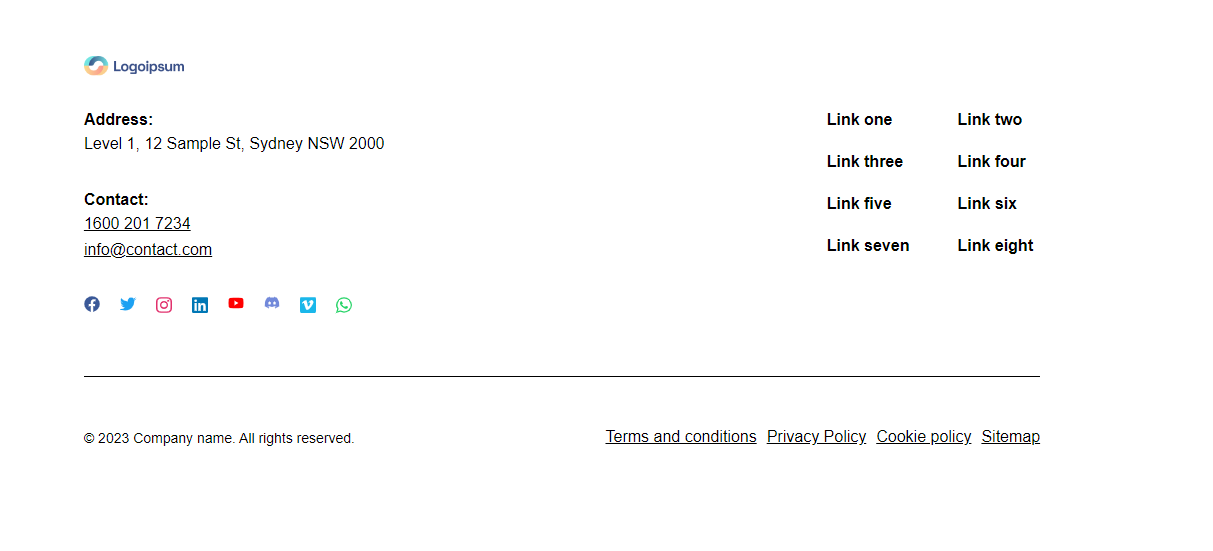 Logoipsum
Address:
Level 1, 12 Sample St, Sydney NSW 2000
Contact:
1600 201 7234
info@contact.com
Link one
Link two
Link three
Link four
Link five
Link six
Link seven
Link eight
© 2023 Company name. All rights reserved.
Terms and conditions Privacy Policy Cookie policy Sitemap